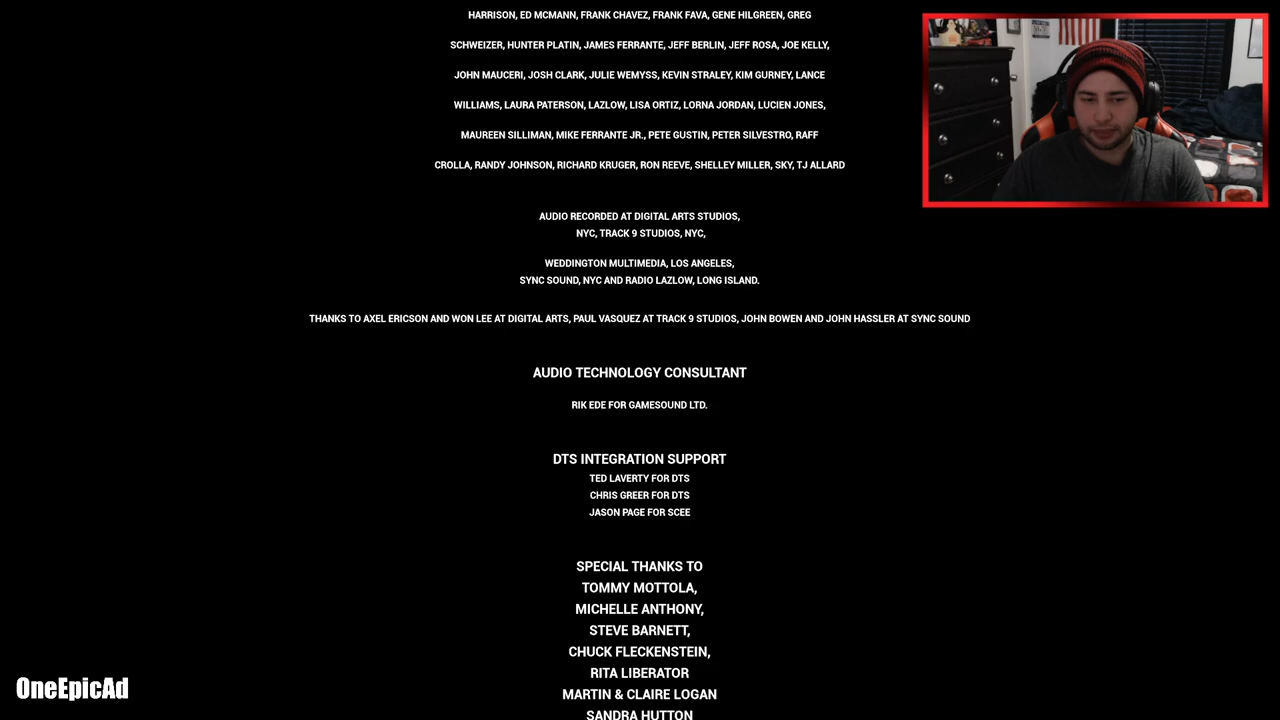 HARRISON, ED MCMANN, FRANK CHAVEZ, FRANK FAVA, GENE HILGREEN, GREG
SCHWEIZER, HUNTER PLATIN, JAMES FERRANTE, JEFF BERLIN, JEFF ROSA, JOE KELLY,
JOHN MAUCERI, JOSH CLARK, JULIE WEMYSS, KEVIN STRALEY, KIM GURNEY, LANCE
WILLIAMS, LAURA PATERSON, LAZLOW, LISA ORTIZ, LORNA JORDAN, LUCIEN JONES,
MAUREEN SILLIMAN, MIKE FERRANTE JR., PETE GUSTIN, PETER SILVESTRO, RAFF
CROLLA, RANDY JOHNSON, RICHARD KRUGER, RON REEVE, SHELLEY MILLER, SKY, TJ ALLARD
AUDIO RECORDED AT DIGITAL ARTS STUDIOS,
NYC, TRACK 9 STUDIOS, NYC,
WEDDINGTON MULTIMEDIA, LOS ANGELES,
SYNC SOUND, NYC AND RADIO LAZLOW, LONG ISLAND.
THANKS TO AXEL ERICSON AND WON LEE AT DIGITAL ARTS, PAUL VASQUEZ AT TRACK 9 STUDIOS, JOHN BOWEN AND JOHN HASSLER AT SYNC SOUND
AUDIO TECHNOLOGY CONSULTANT
RIK EDE FOR GAMESOUND LTD.
DTS INTEGRATION SUPPORT
TED LAVERTY FOR DTS
CHRIS GREER FOR DTS
JASON PAGE FOR SCEE
SPECIAL THANKS TO
TOMMY MOTTOLA,
MICHELLE ANTHONY,
STEVE BARNETT,
CHUCK FLECKENSTEIN,
RITA LIBERATOR
MARTIN & CLAIRE LOGAN
SANDRA HUTTON
OneEpicAd